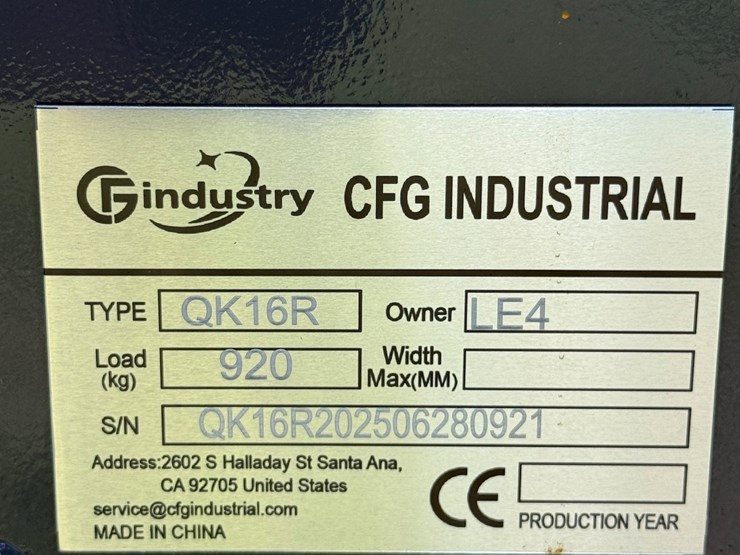 CFGindustry CFG INDUSTRIAL
TYPE QK16R Owner LE4
Load (kg) 920 Width Max(MM)
S/N QK16R202506280921
Address:2602 S Halladay St Santa Ana,
CA 92705 United States
service@cfgindustrial.com
MADE IN CHINA
CE PRODUCTION YEAR